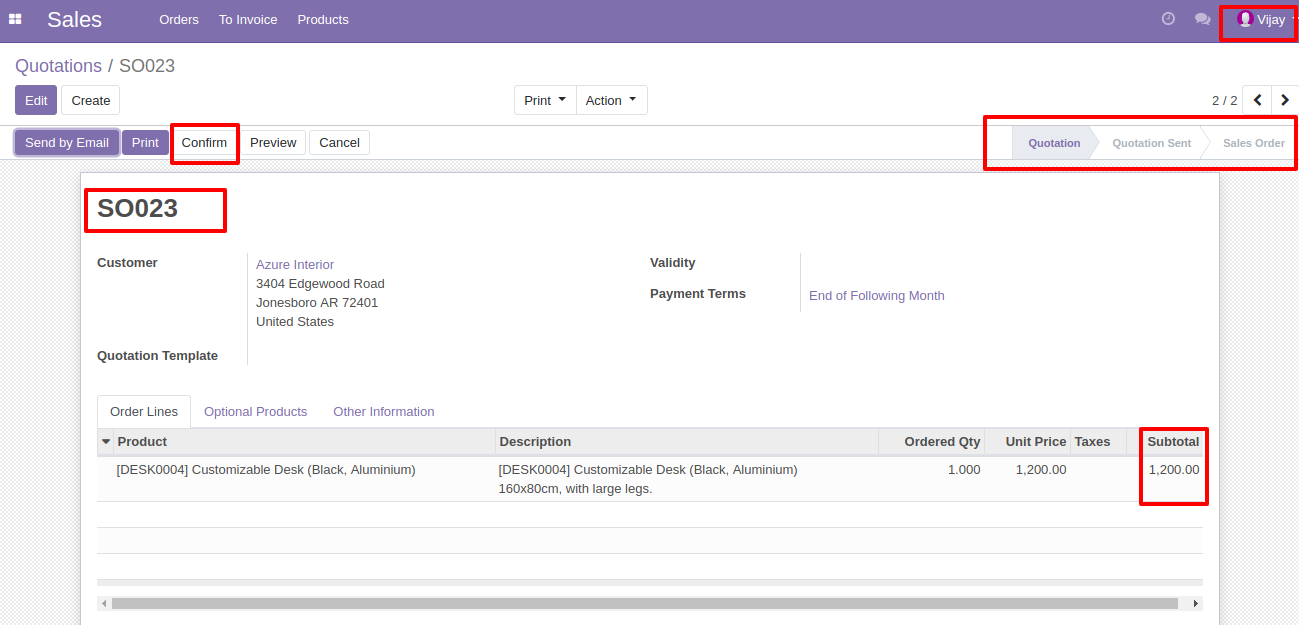 Sales Orders To Invoice Products Vijay
Quotations / SO023
Edit Create Print Action 2 / 2
Send by Email Print Confirm Preview Cancel Quotation Quotation Sent Sales Order
SO023
Customer Azure Interior Validity
3404 Edgewood Road
Payment Terms End of Following Month
Jonesboro AR 72401
United States
Quotation Template
Order Lines Optional Products Other Information
Product Description Ordered Qty Unit Price Taxes Subtotal
[DESK0004] Customizable Desk (Black, Aluminium) [DESK0004] Customizable Desk (Black, Aluminium) 1.000 1,200.00 1,200.00
160x80cm, with large legs.